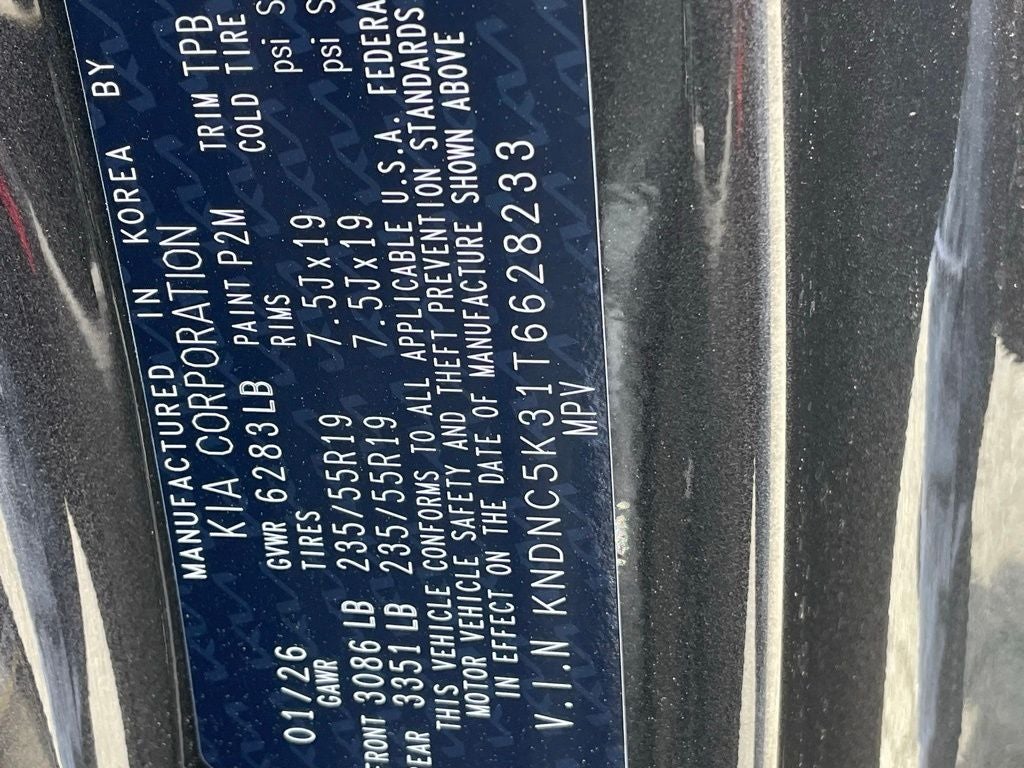 MANUFACTURED IN KOREA BY
KIA CORPORATION
01/26 GVWR 6283LB PAINT P2M TRIM TPB
GAWR TIRES RIMS COLD TIRE
FRONT 3086 LB 235/55R19 7.5Jx19 psi S
REAR 3351 LB 235/55R19 7.5Jx19 psi S
THIS VEHICLE CONFORMS TO ALL APPLICABLE U.S.A. FEDERA
MOTOR VEHICLE SAFETY AND THEFT PREVENTION STANDARDS
IN EFFECT ON THE DATE OF MANUFACTURE SHOWN ABOVE
V.I.N KNDNC5K31T6628233
MPV